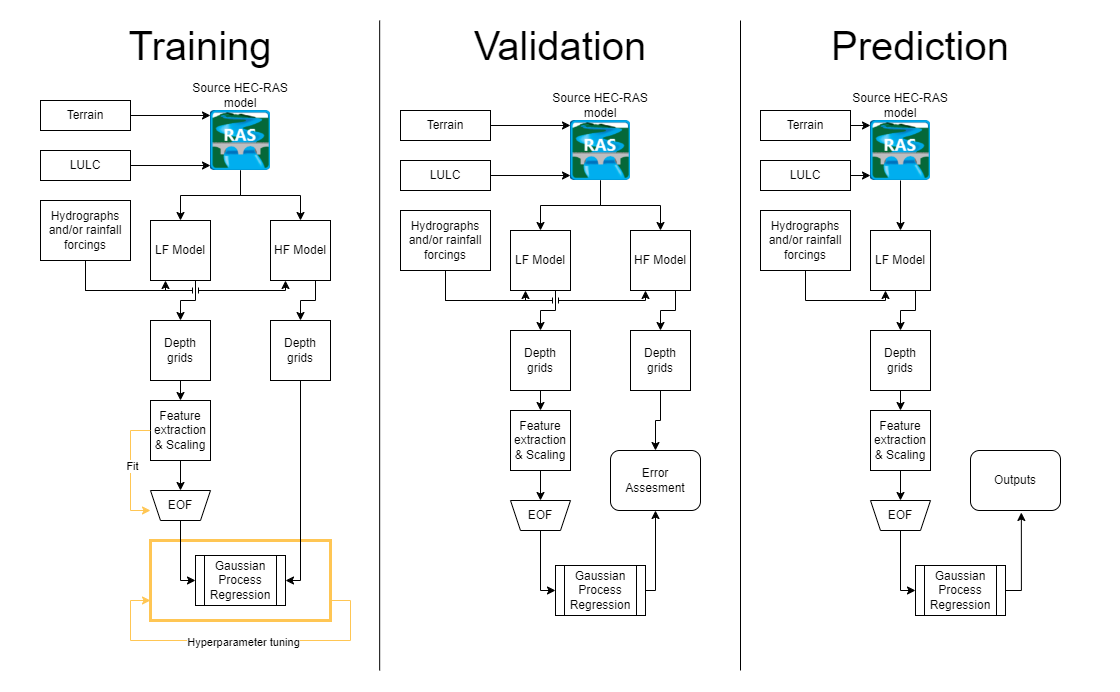 Training
Source HEC-RAS
model
Terrain
RAS
LULC
Hydrographs
and/or rainfall
forcings
LF Model
HF Model
Depth
grids
Depth
grids
Feature
extraction
& Scaling
Fit
EOF
Gaussian
Process
Regression
Hyperparameter tuning
Validation
Source HEC-RAS
model
Terrain
RAS
LULC
Hydrographs
and/or rainfall
forcings
LF Model
HF Model
Depth
grids
Depth
grids
Feature
extraction
& Scaling
Error
Assesment
EOF
Gaussian
Process
Regression
Prediction
Source HEC-RAS
model
Terrain
RAS
LULC
Hydrographs
and/or rainfall
forcings
LF Model
Depth
grids
Feature
extraction
& Scaling
Outputs
EOF
Gaussian
Process
Regression